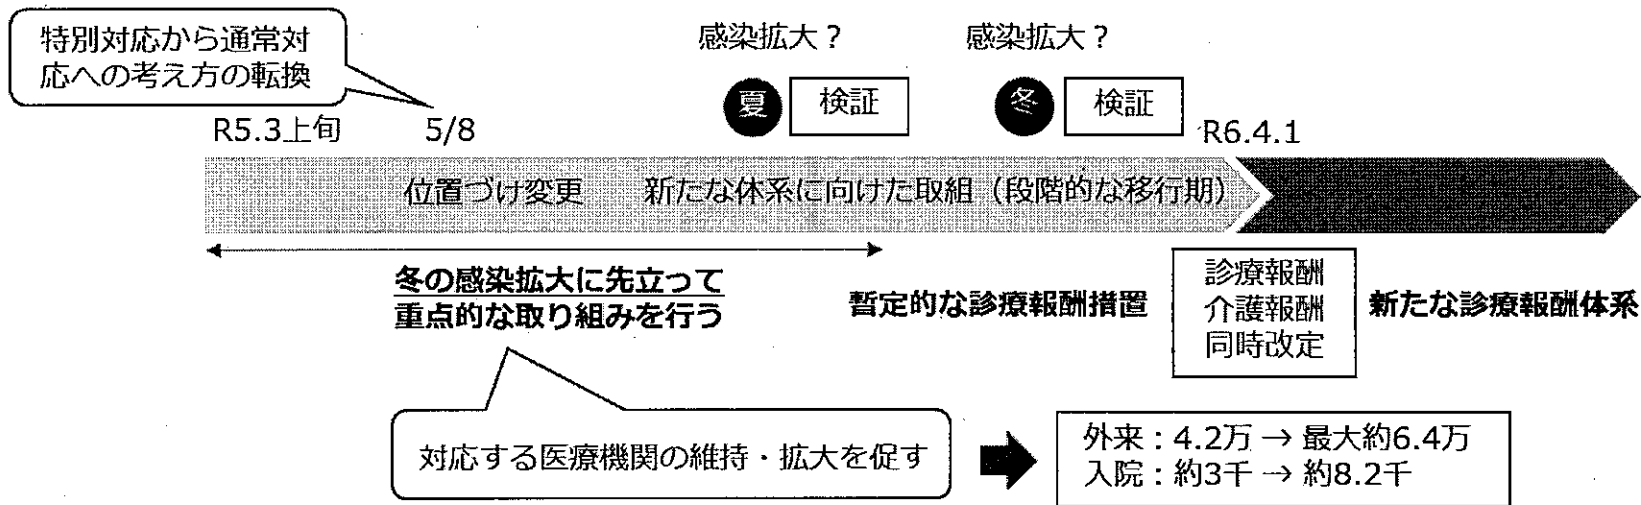 特別対応から通常対
応への考え方の転換
感染拡大？
感染拡大？
夏
検証
冬
検証
R5.3上旬
5/8
R6.4.1
位置づけ変更
新たな体系に向けた取組（段階的な移行期）
冬の感染拡大に先立って
重点的な取り組みを行う
暫定的な診療報酬措置
診療報酬
介護報酬
同時改定
新たな診療報酬体系
対応する医療機関の維持・拡大を促す
外来：4.2万 → 最大約6.4万
入院：約3千 → 約8.2千